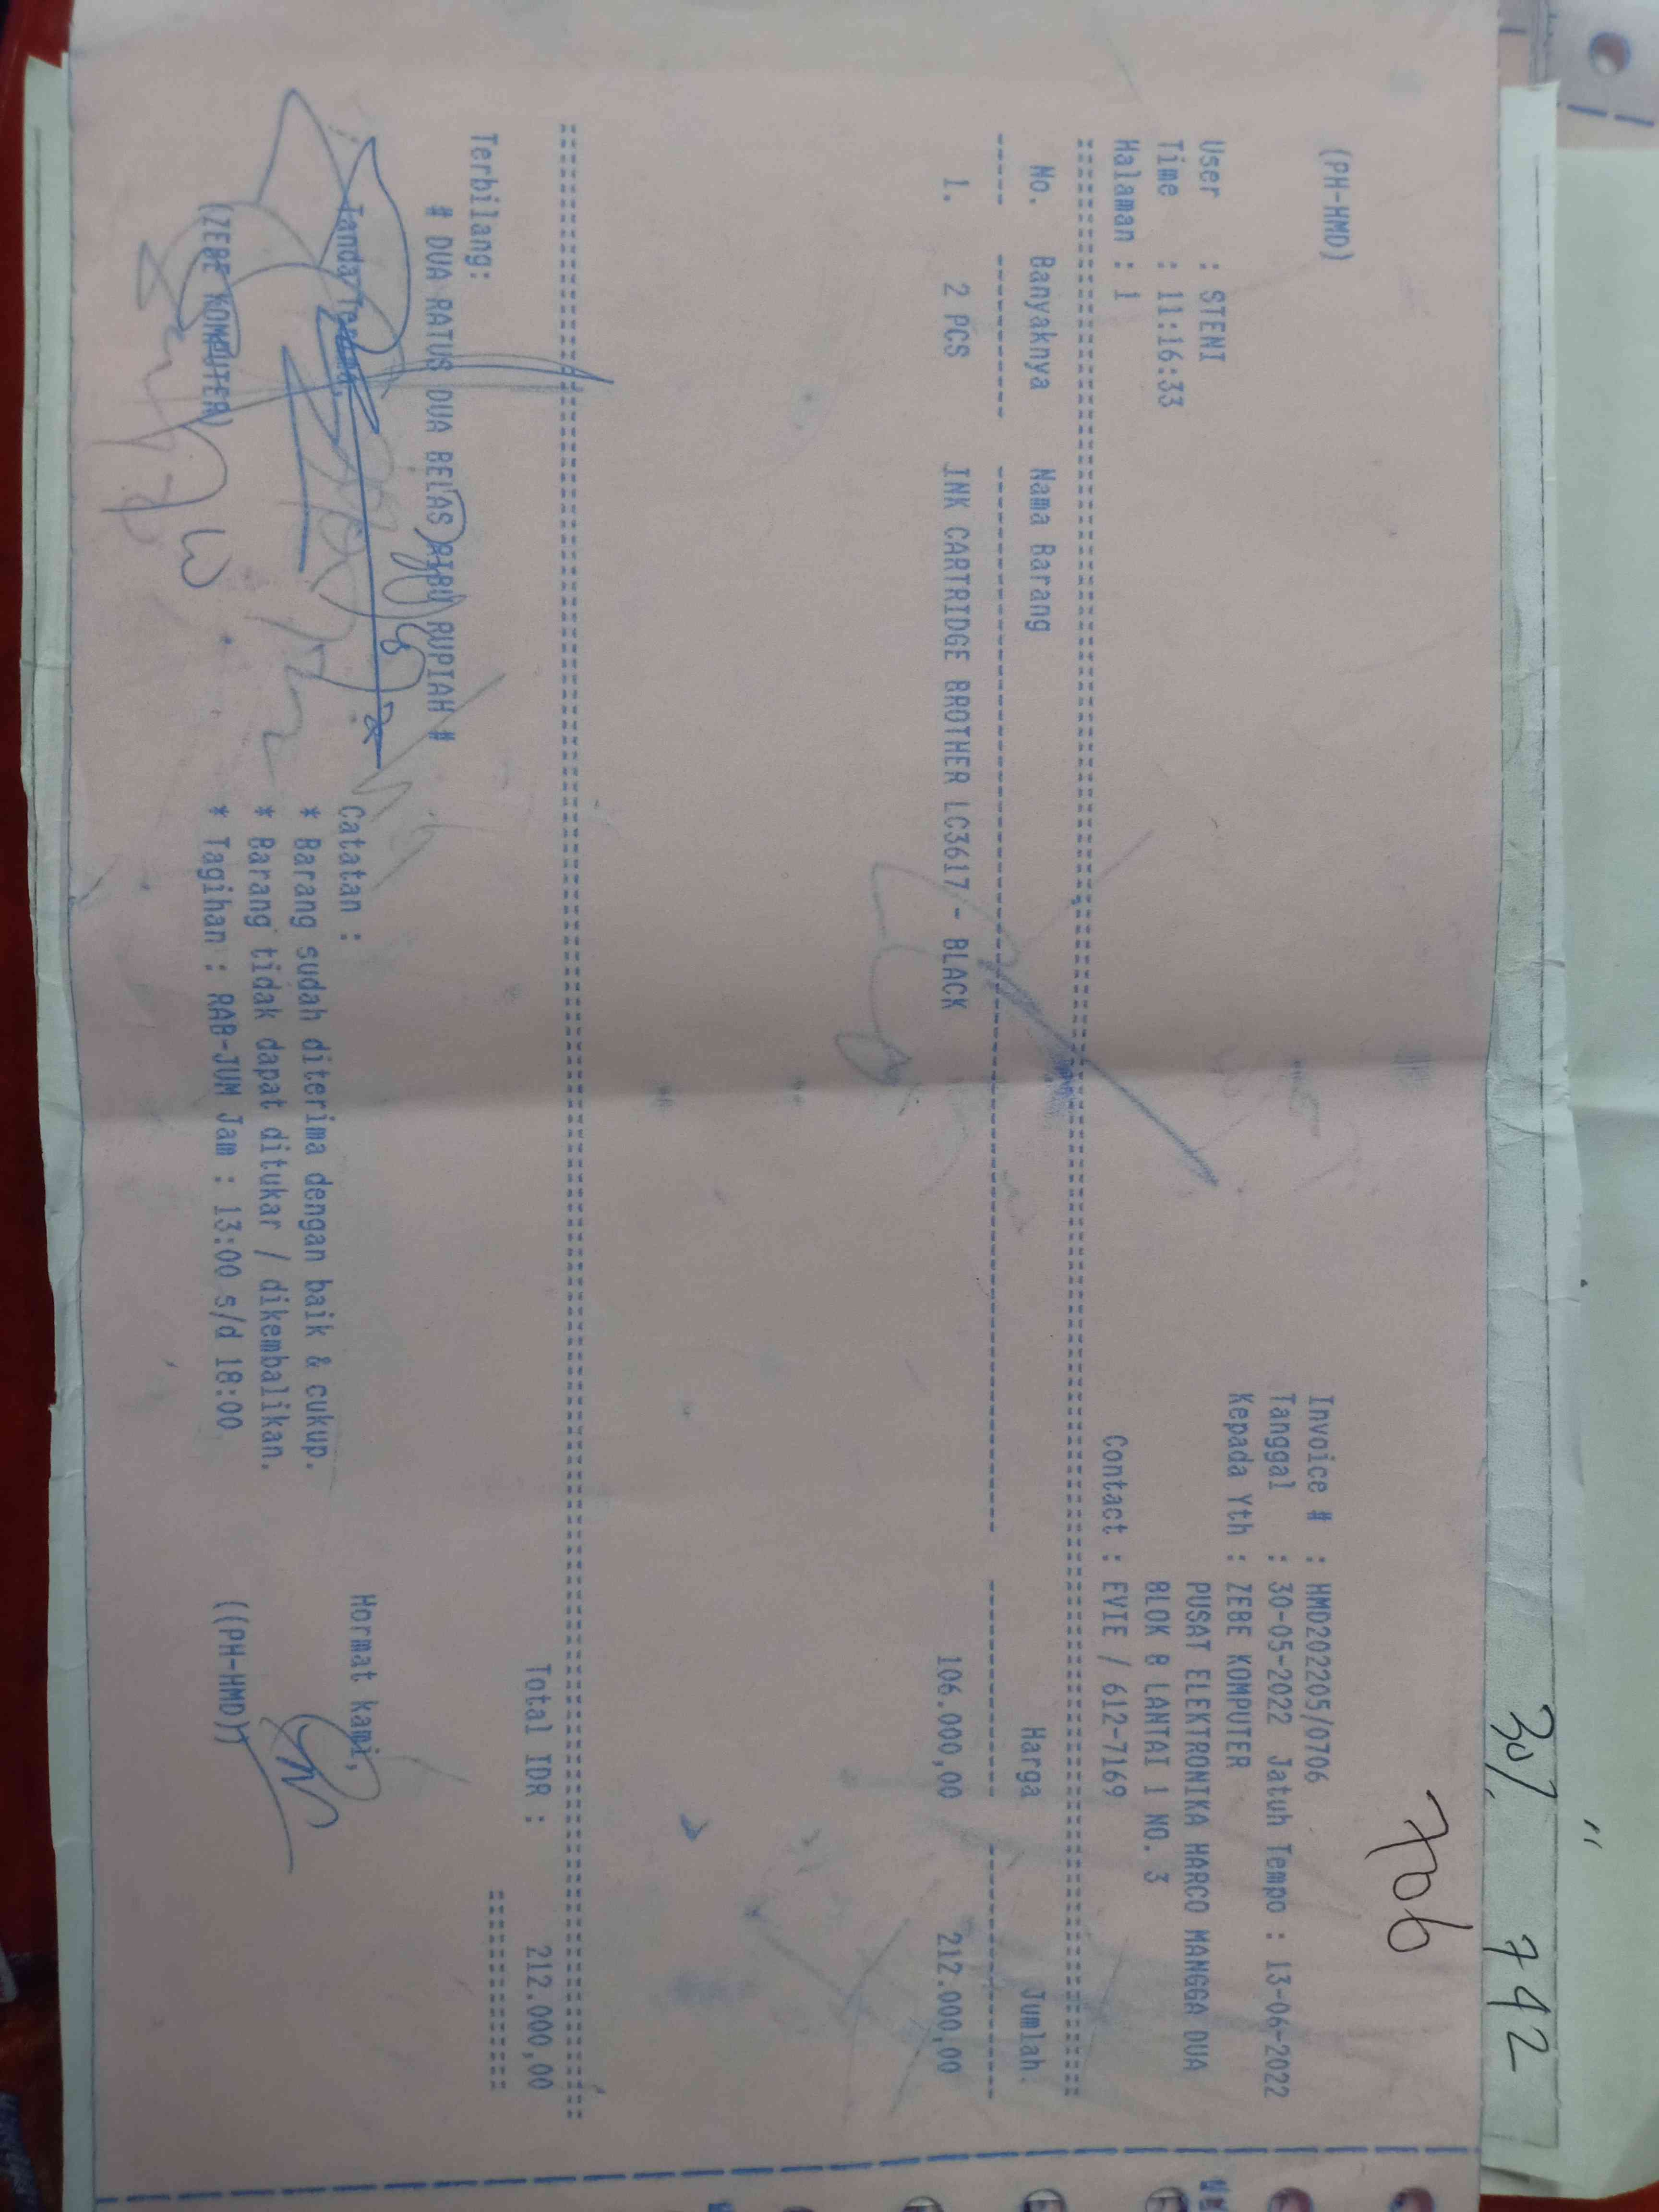 30/. 742
706
(PH-HMD)
Invoice # : HMD202205/0706
Tanggal : 30-05-2022 Jatuh Tempo : 13-06-2022
User : STENI Kepada Yth : ZEBE KOMPUTER
Time : 11:16:33 PUSAT ELEKTRONIKA HARCO MANGGA DUA
Halaman : 1 BLOK B LANTAI 1 NO. 3
Contact : EVIE / 612-7169
No. Banyaknya Nama Barang Harga Jumlah
1. 2 PCS INK CARTRIDGE BROTHER LC3617 - BLACK 106.000,00 212.000,00
Total IDR : 212.000,00
Terbilang:
# DUA RATUS DUA BELAS RIBU RUPIAH #
Tanda Terima, Catatan : Hormat kami,
* Barang sudah diterima dengan baik & cukup.
* Barang tidak dapat ditukar / dikembalikan.
(ZEBE KOMPUTER) * Tagihan : RAB-JUM Jam : 13:00 s/d 18:00 ((PH-HMD))